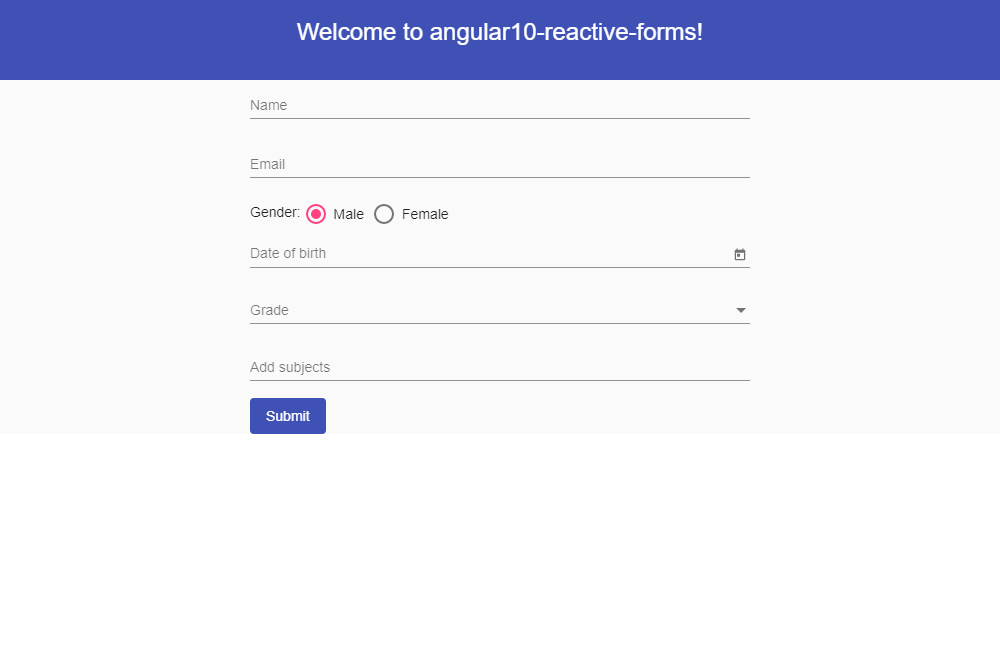 Welcome to angular10-reactive-forms!
Name
Email
Gender: Male Female
Date of birth
Grade
Add subjects
Submit